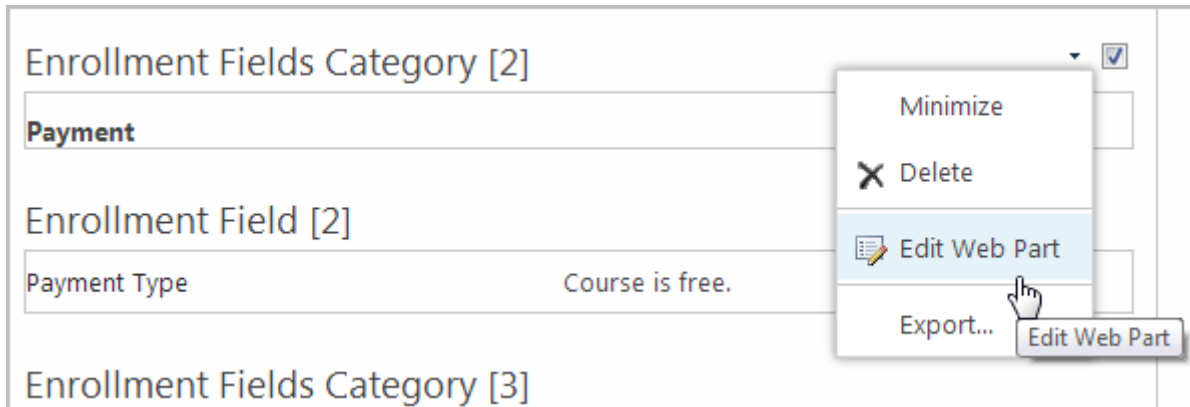 Enrollment Fields Category [2]
Payment
Minimize
Delete
Enrollment Field [2]
Edit Web Part
Payment Type
Course is free.
Export...
Edit Web Part
Enrollment Fields Category [3]